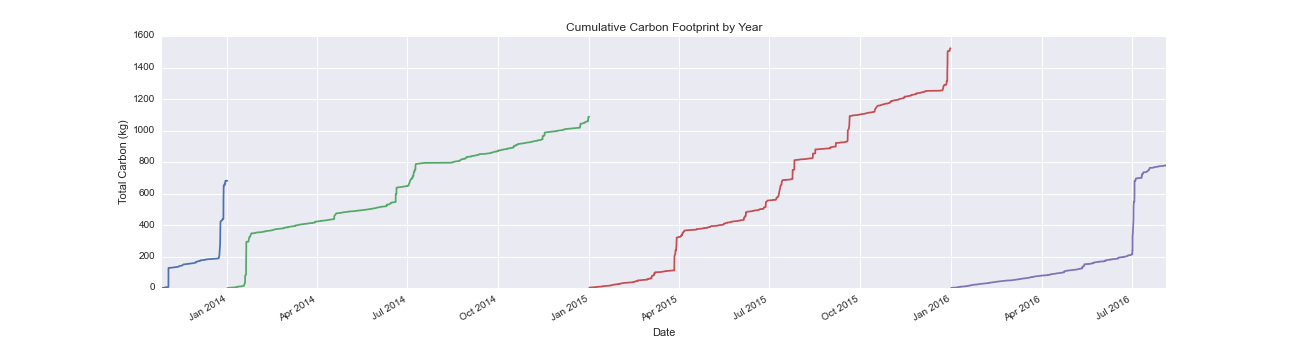 Cumulative Carbon Footprint by Year
1600
1400
1200
1000
800
600
400
200
0
Total Carbon (kg)
Jan 2014
Apr 2014
Jul 2014
Oct 2014
Jan 2015
Apr 2015
Jul 2015
Oct 2015
Jan 2016
Apr 2016
Jul 2016
Date